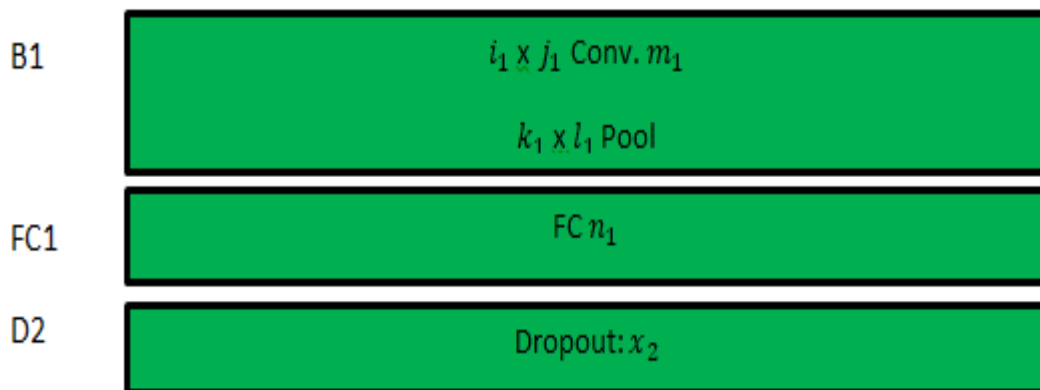 B1
i₁ x j₁ Conv. m₁
k₁ x l₁ Pool
FC1
FC n₁
D2
Dropout: x₂